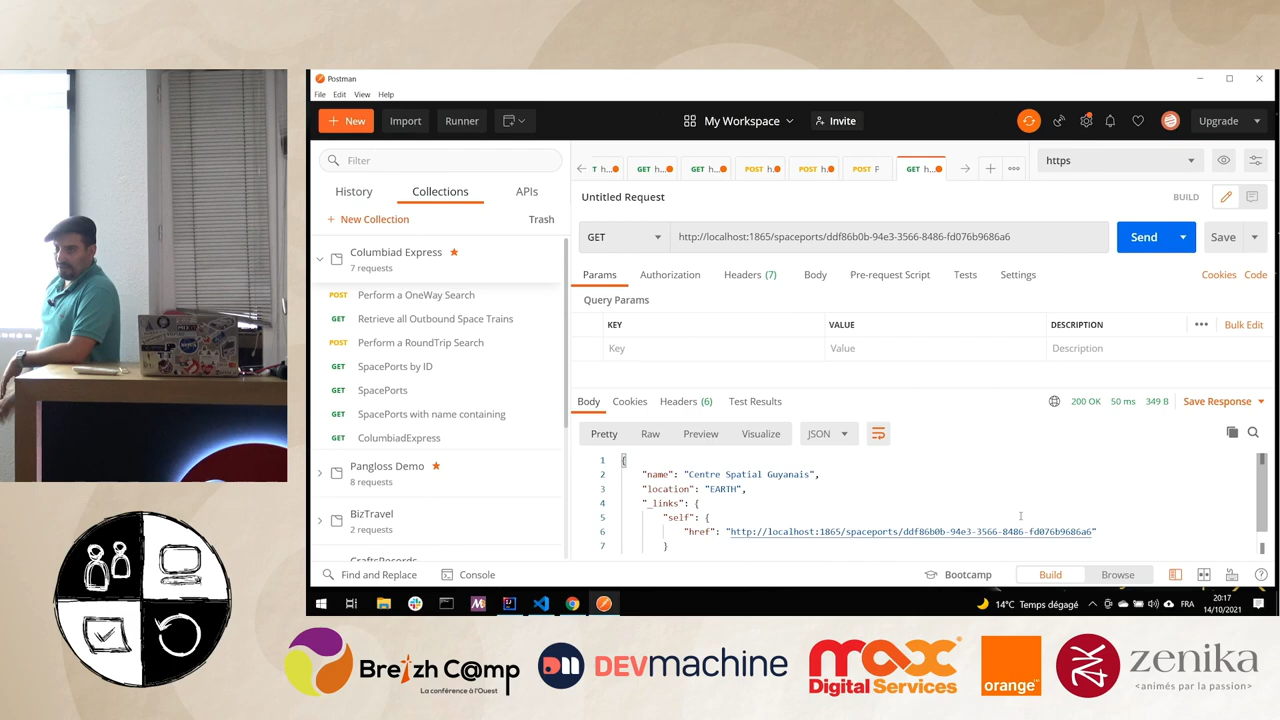 Postman
File Edit View Help
+ New Import Runner My Workspace Invite Upgrade
Filter
History Collections APIs
+ New Collection Trash
Columbiad Express
7 requests
POST Perform a OneWay Search
GET Retrieve all Outbound Space Trains
POST Perform a RoundTrip Search
GET SpacePorts by ID
GET SpacePorts
GET SpacePorts with name containing
GET ColumbiadExpress
Pangloss Demo
8 requests
BizTravel
2 requests
CraftsRecords
T h... GET h... GET h... POST h... POST h... POST F GET h... https
Untitled Request BUILD
GET http://localhost:1865/spaceports/ddf86b0b-94e3-3566-8486-fd076b9686a6 Send Save
Params Authorization Headers (7) Body Pre-request Script Tests Settings Cookies Code
Query Params
KEY VALUE DESCRIPTION Bulk Edit
Key Value Description
Body Cookies Headers (6) Test Results 200 OK 50 ms 349 B Save Response
Pretty Raw Preview Visualize JSON
1 {
2 "name": "Centre Spatial Guyanais",
3 "location": "EARTH",
4 "_links": {
5 "self": {
6 "href": "http://localhost:1865/spaceports/ddf86b0b-94e3-3566-8486-fd076b9686a6"
7 }
Find and Replace Console Bootcamp Build Browse
14°C Temps dégagé FRA 20:17
14/10/2021
Breizh C@mp
La conférence à l'Ouest
DEVmachine
max
Digital Services
orange™
zenika
<animés par la passion>